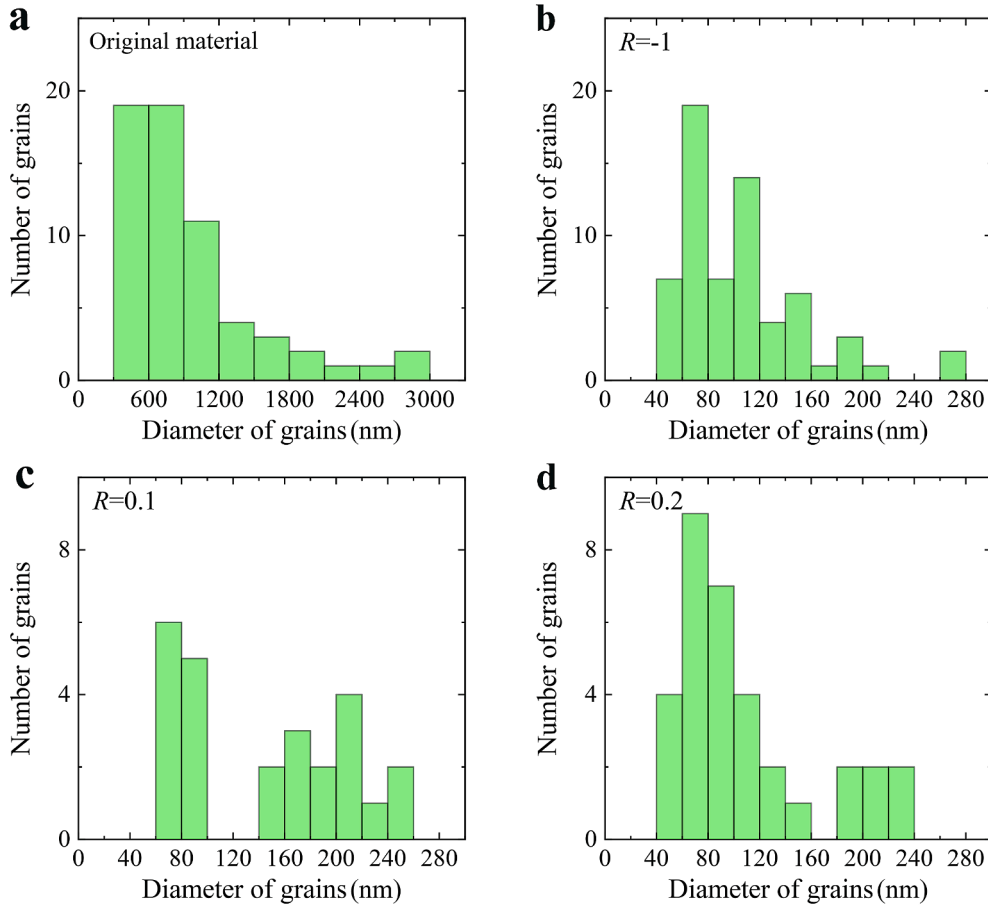 a
Original material
20
10
0
Number of grains
0 600 1200 1800 2400 3000
Diameter of grains (nm)
b
R=-1
20
10
0
Number of grains
0 40 80 120 160 200 240 280
Diameter of grains (nm)
c
R=0.1
8
4
0
Number of grains
0 40 80 120 160 200 240 280
Diameter of grains (nm)
d
R=0.2
8
4
0
Number of grains
0 40 80 120 160 200 240 280
Diameter of grains (nm)